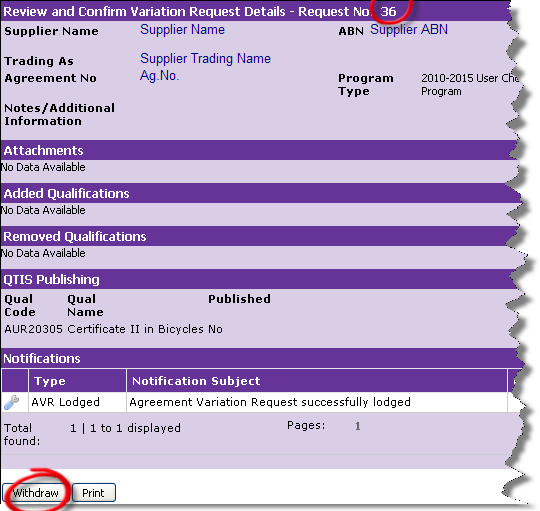 Review and Confirm Variation Request Details - Request No 36
Supplier Name Supplier Name ABN Supplier ABN
Trading As Supplier Trading Name
Agreement No Ag.No. Program Type 2010-2015 User Cho Program
Notes/Additional Information
Attachments
No Data Available
Added Qualifications
No Data Available
Removed Qualifications
No Data Available
QTIS Publishing
Qual Code Qual Name Published
AUR20305 Certificate II in Bicycles No
Notifications
Type Notification Subject
AVR Lodged Agreement Variation Request successfully lodged
Total found: 1 | 1 to 1 displayed Pages: 1
Withdraw Print